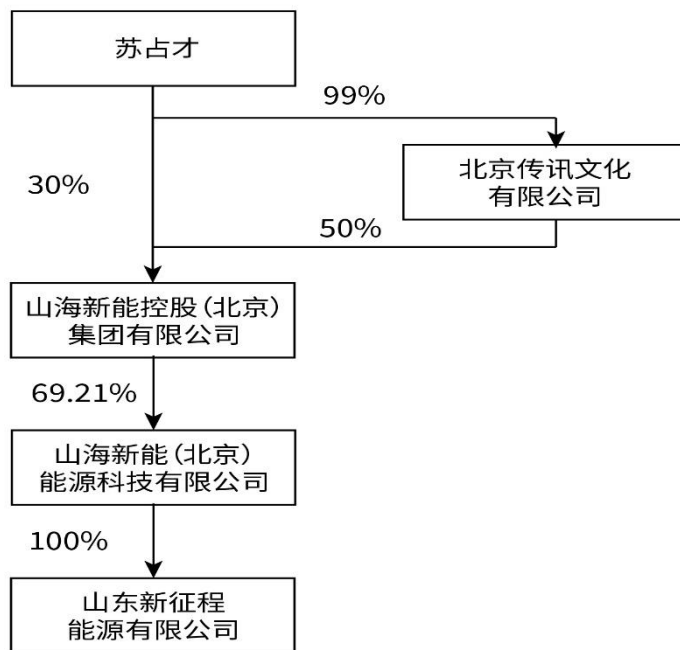 苏占才
99%
北京传讯文化
有限公司
30%
50%
山海新能控股(北京)
集团有限公司
69.21%
山海新能(北京)
能源科技有限公司
100%
山东新征程
能源有限公司